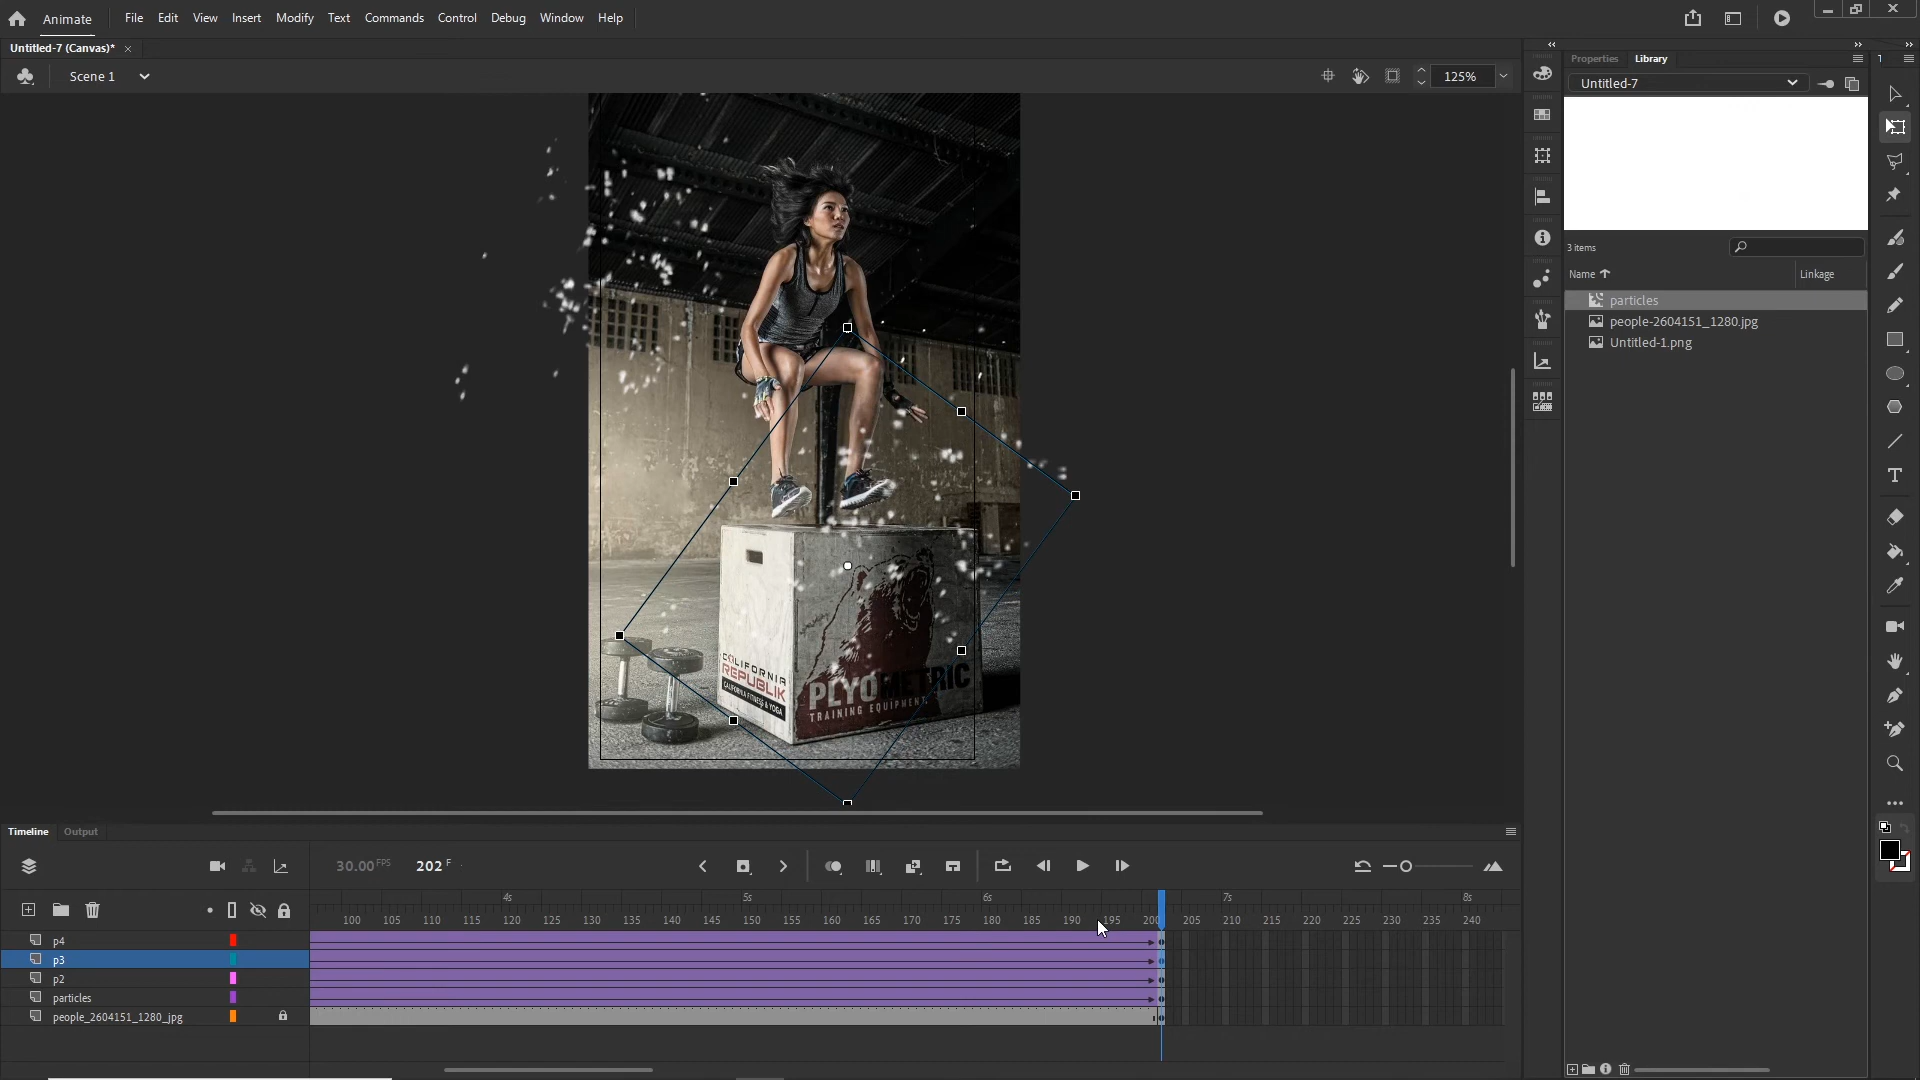 Animate File Edit View Insert Modify Text Commands Control Debug Window Help
Untitled-7 (Canvas)*
Scene 1 125%
Properties Library
Untitled-7
3 items
Name Linkage
particles
people-2604151_1280.jpg
Untitled-1.png
CALIFORNIA
REPUBLIK
CALIFORNIA FITNESS & YOGA
PLYOMETRIC
TRAINING EQUIPMENT
Timeline Output
30.00 FPS 202 F
4s 5s 6s 7s 8s
100 105 110 115 120 125 130 135 140 145 150 155 160 165 170 175 180 185 190 195 200 205 210 215 220 225 230 235 240
p4
p3
p2
particles
people_2604151_1280_jpg